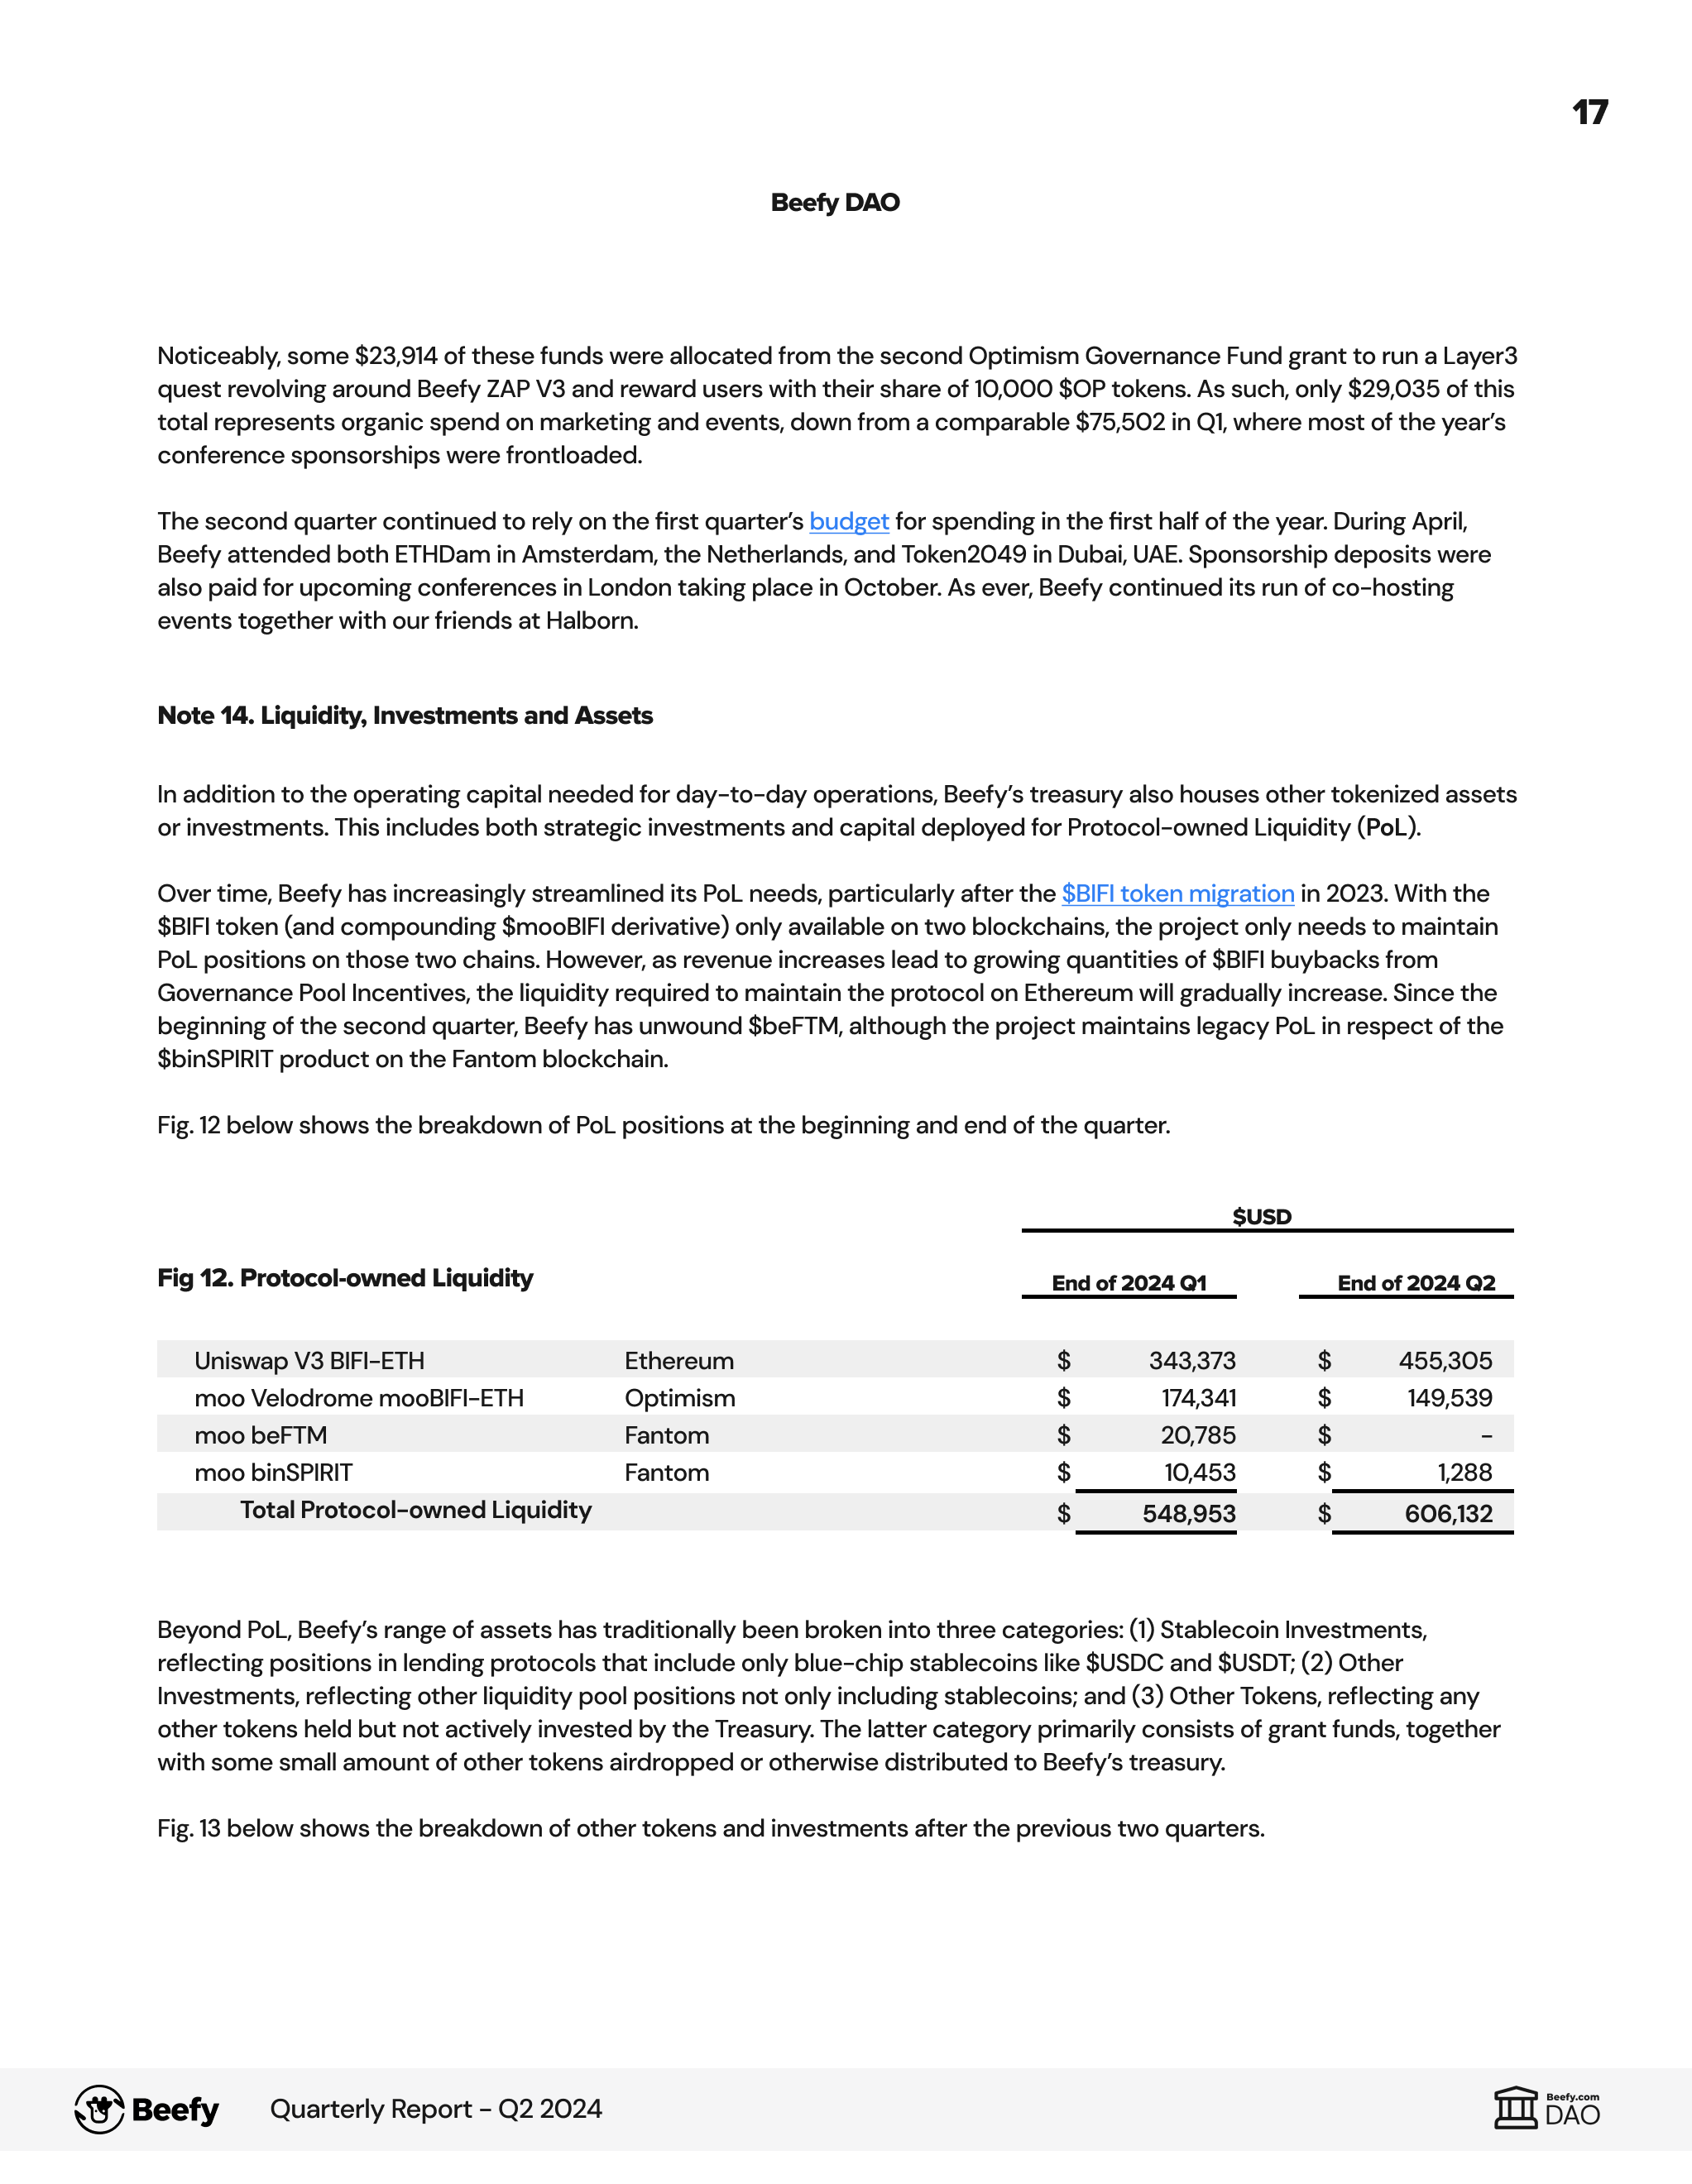 17
Beefy DAO
Noticeably, some $23,914 of these funds were allocated from the second Optimism Governance Fund grant to run a Layer3
quest revolving around Beefy ZAP V3 and reward users with their share of 10,000 $OP tokens. As such, only $29,035 of this
total represents organic spend on marketing and events, down from a comparable $75,502 in Q1, where most of the year's
conference sponsorships were frontloaded.
The second quarter continued to rely on the first quarter's budget for spending in the first half of the year. During April,
Beefy attended both ETHDam in Amsterdam, the Netherlands, and Token2049 in Dubai, UAE. Sponsorship deposits were
also paid for upcoming conferences in London taking place in October. As ever, Beefy continued its run of co-hosting
events together with our friends at Halborn.
Note 14. Liquidity, Investments and Assets
In addition to the operating capital needed for day-to-day operations, Beefy's treasury also houses other tokenized assets
or investments. This includes both strategic investments and capital deployed for Protocol-owned Liquidity (PoL).
Over time, Beefy has increasingly streamlined its PoL needs, particularly after the $BIFI token migration in 2023. With the
$BIFI token (and compounding $mooBIFI derivative) only available on two blockchains, the project only needs to maintain
PoL positions on those two chains. However, as revenue increases lead to growing quantities of $BIFI buybacks from
Governance Pool Incentives, the liquidity required to maintain the protocol on Ethereum will gradually increase. Since the
beginning of the second quarter, Beefy has unwound $beFTM, although the project maintains legacy PoL in respect of the
$binSPIRIT product on the Fantom blockchain.
Fig. 12 below shows the breakdown of PoL positions at the beginning and end of the quarter.
$USD
Fig 12. Protocol-owned Liquidity End of 2024 Q1 End of 2024 Q2
Uniswap V3 BIFI-ETH Ethereum $ 343,373 $ 455,305
moo Velodrome mooBIFI-ETH Optimism $ 174,341 $ 149,539
moo beFTM Fantom $ 20,785 $ -
moo binSPIRIT Fantom $ 10,453 $ 1,288
Total Protocol-owned Liquidity $ 548,953 $ 606,132
Beyond PoL, Beefy's range of assets has traditionally been broken into three categories: (1) Stablecoin Investments,
reflecting positions in lending protocols that include only blue-chip stablecoins like $USDC and $USDT; (2) Other
Investments, reflecting other liquidity pool positions not only including stablecoins; and (3) Other Tokens, reflecting any
other tokens held but not actively invested by the Treasury. The latter category primarily consists of grant funds, together
with some small amount of other tokens airdropped or otherwise distributed to Beefy's treasury.
Fig. 13 below shows the breakdown of other tokens and investments after the previous two quarters.
Beefy Quarterly Report - Q2 2024
Beefy.com
DAO